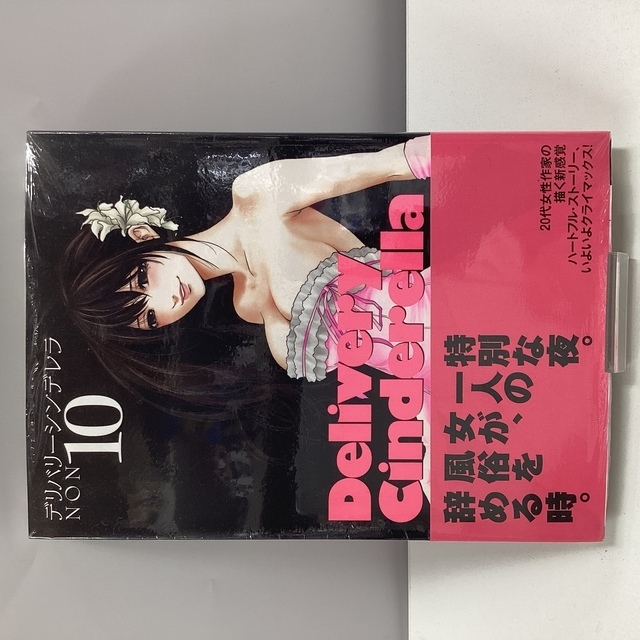 デリバリーシンデレラ
NON
10
Delivery
Cinderella
20代女性作家の
描く新感覚
ハートフル・ストーリー、
いよいよクライマックス!
特別な夜。
一人の
女が、
風俗を
辞める時。